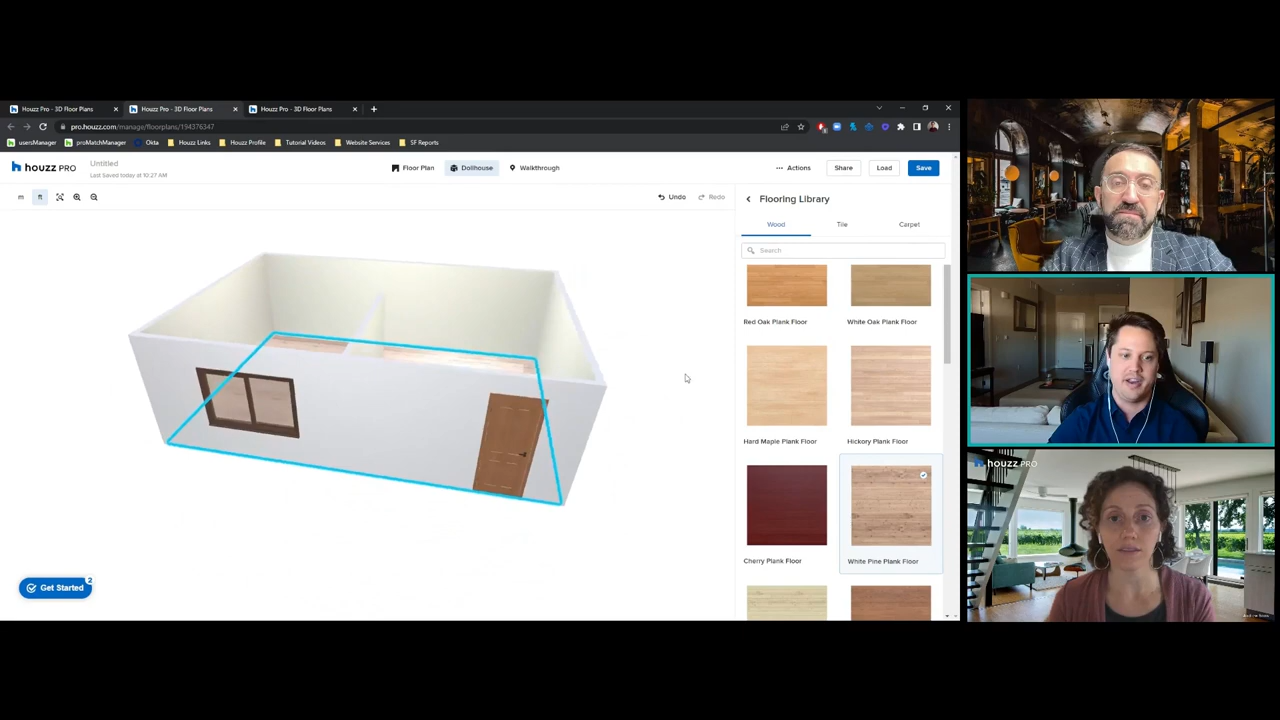 Houzz Pro - 3D Floor Plans
Houzz Pro - 3D Floor Plans
Houzz Pro - 3D Floor Plans
pro.houzz.com/manage/floorplans/194376347
usersManager
proMatchManager
Okta
Houzz Links
Houzz Profile
Tutorial Videos
Website Services
SF Reports
houzz PRO
Untitled
Last Saved today at 10:27 AM
Floor Plan
Dollhouse
Walkthrough
Actions
Share
Load
Save
m
ft
Undo
Redo
Flooring Library
Wood
Tile
Carpet
Search
Red Oak Plank Floor
White Oak Plank Floor
Hard Maple Plank Floor
Hickory Plank Floor
Cherry Plank Floor
White Pine Plank Floor
Get Started
2
houzz PRO